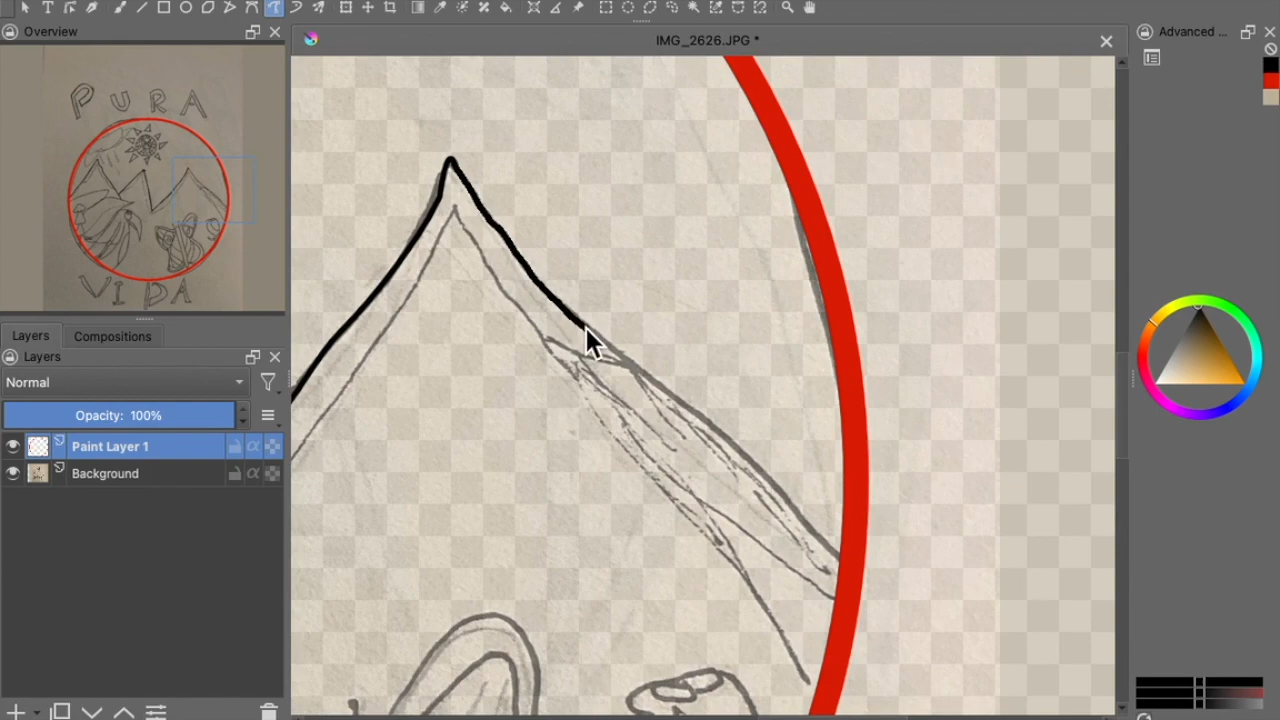 Overview
IMG_2626.JPG *
Advanced ...
PURA
VIDA
Layers
Compositions
Layers
Normal
Opacity: 100%
Paint Layer 1
Background